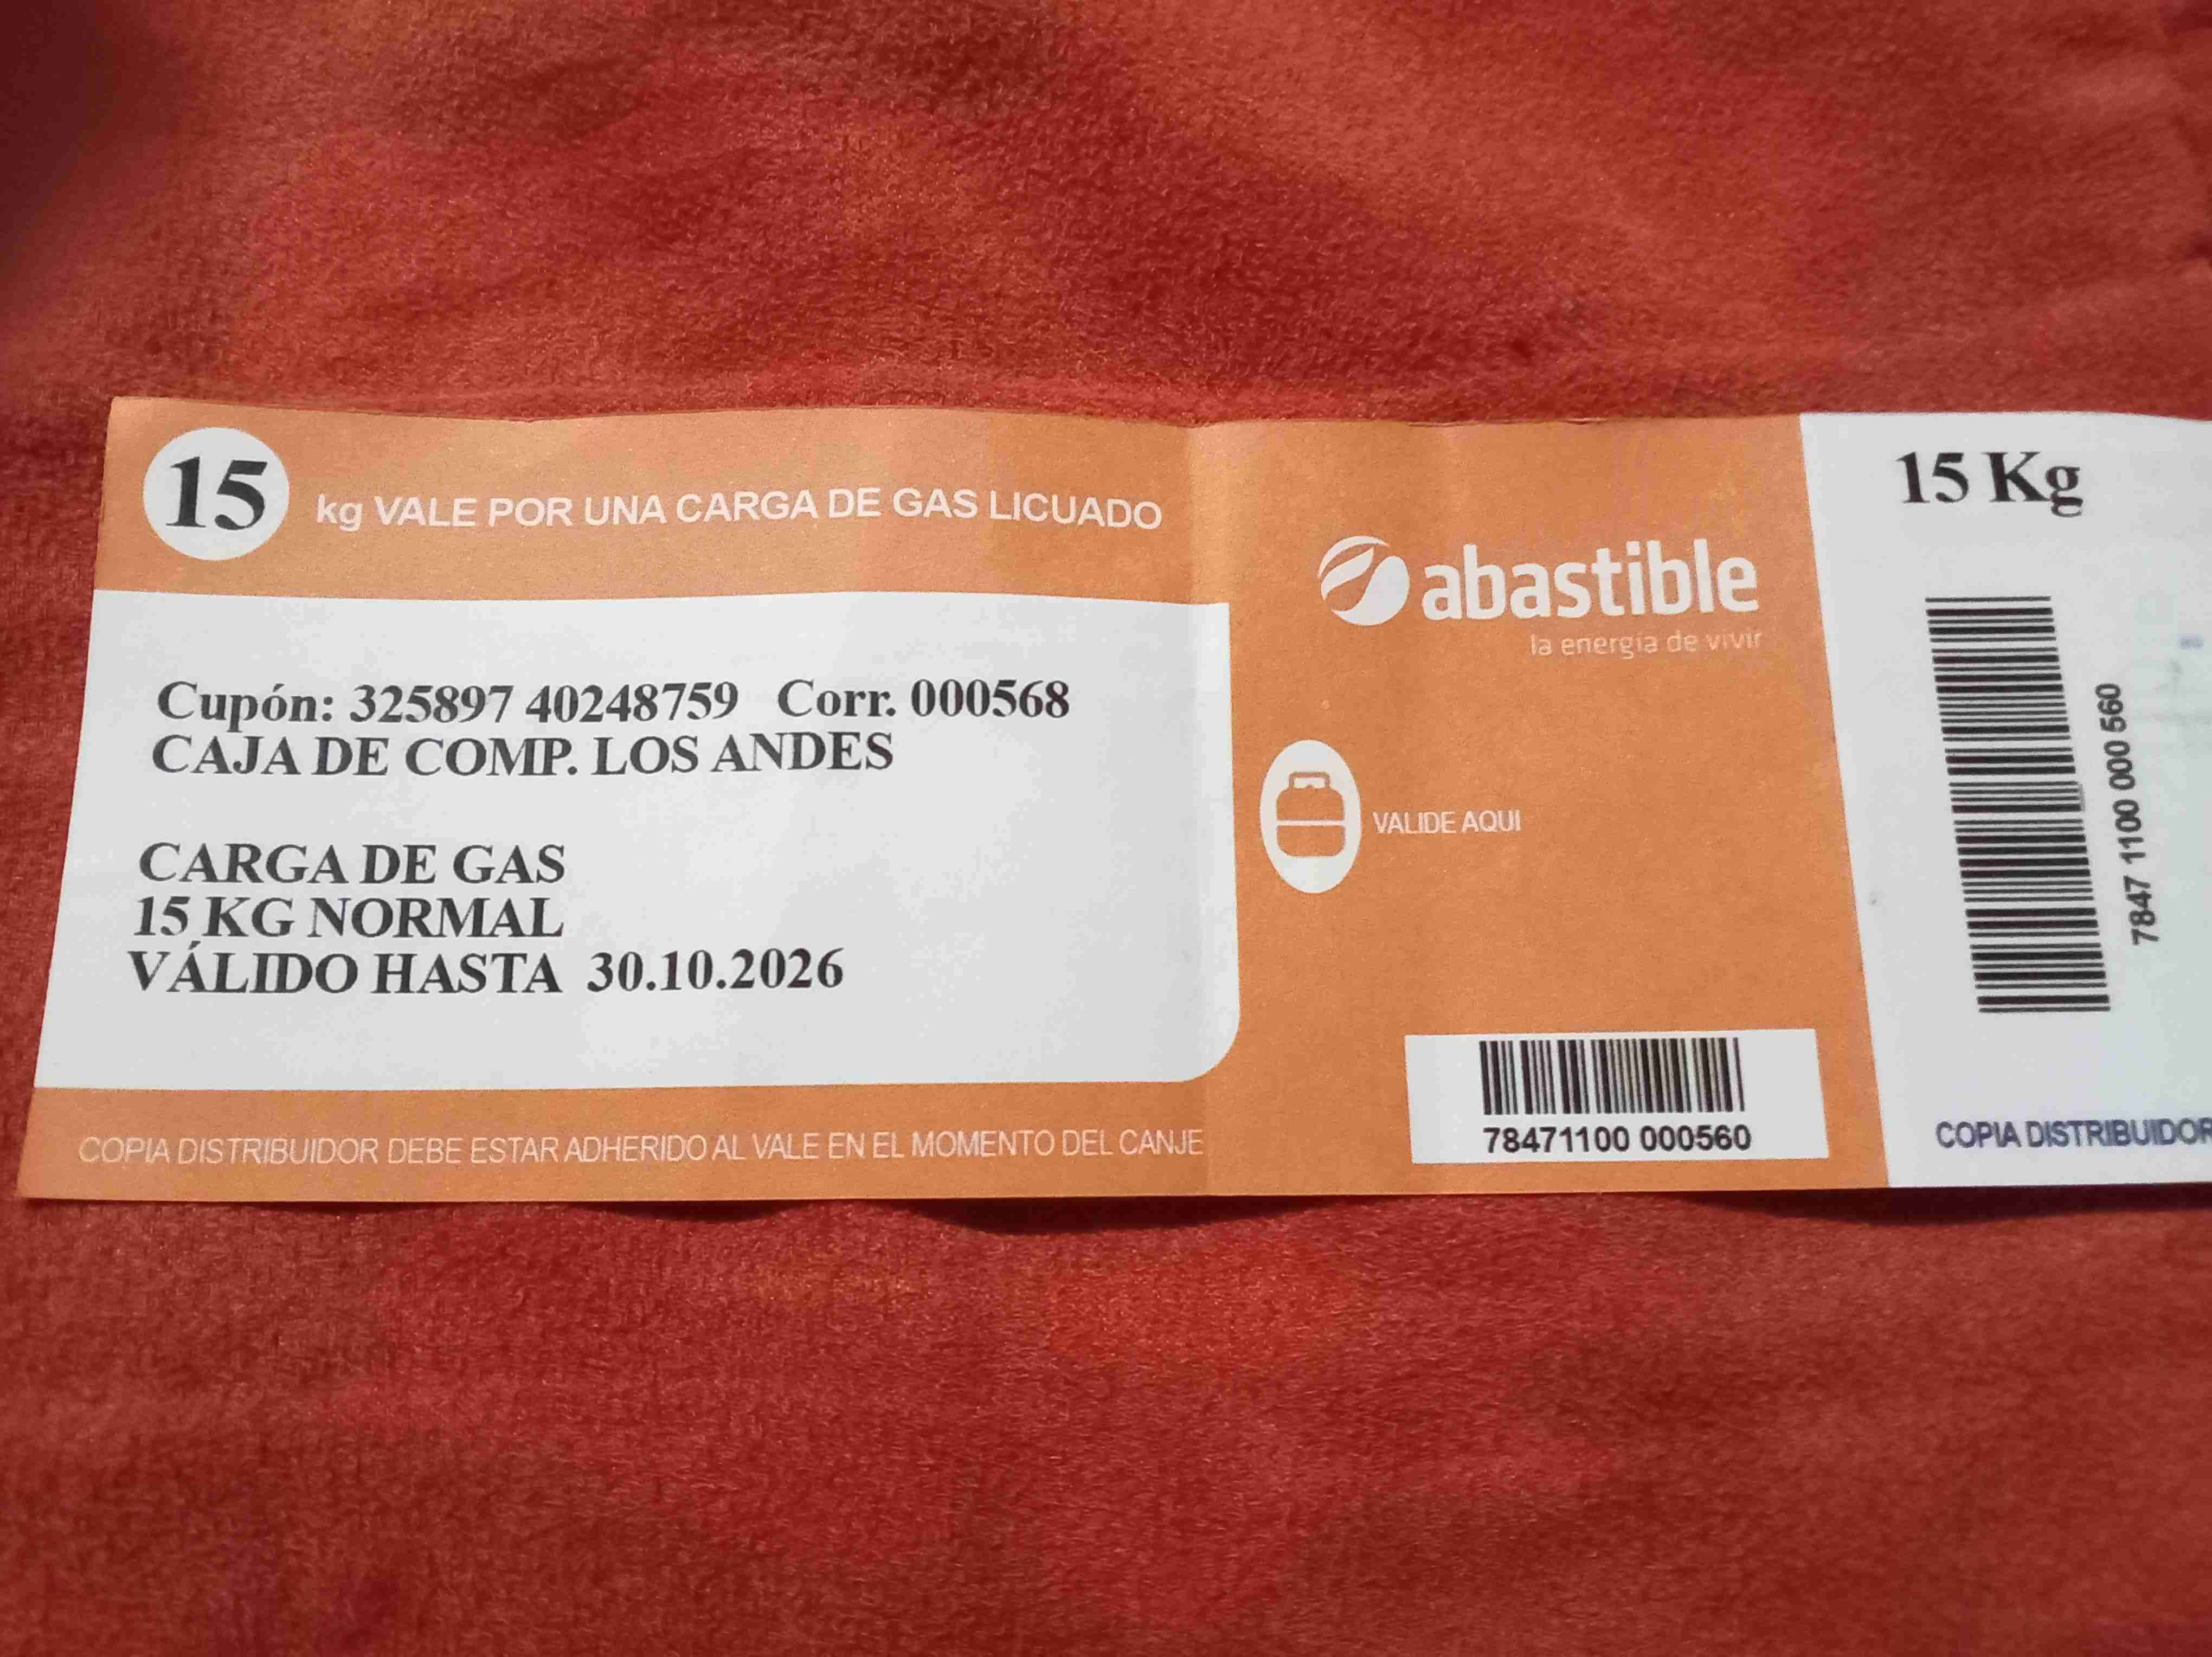 15 kg VALE POR UNA CARGA DE GAS LICUADO
Cupón: 325897 40248759 Corr. 000568
CAJA DE COMP. LOS ANDES
CARGA DE GAS
15 KG NORMAL
VÁLIDO HASTA 30.10.2026
COPIA DISTRIBUIDOR DEBE ESTAR ADHERIDO AL VALE EN EL MOMENTO DEL CANJE
abastible
la energía de vivir
VALIDE AQUI
78471100 000560
15 Kg
7847 1100 000 560
COPIA DISTRIBUIDOR